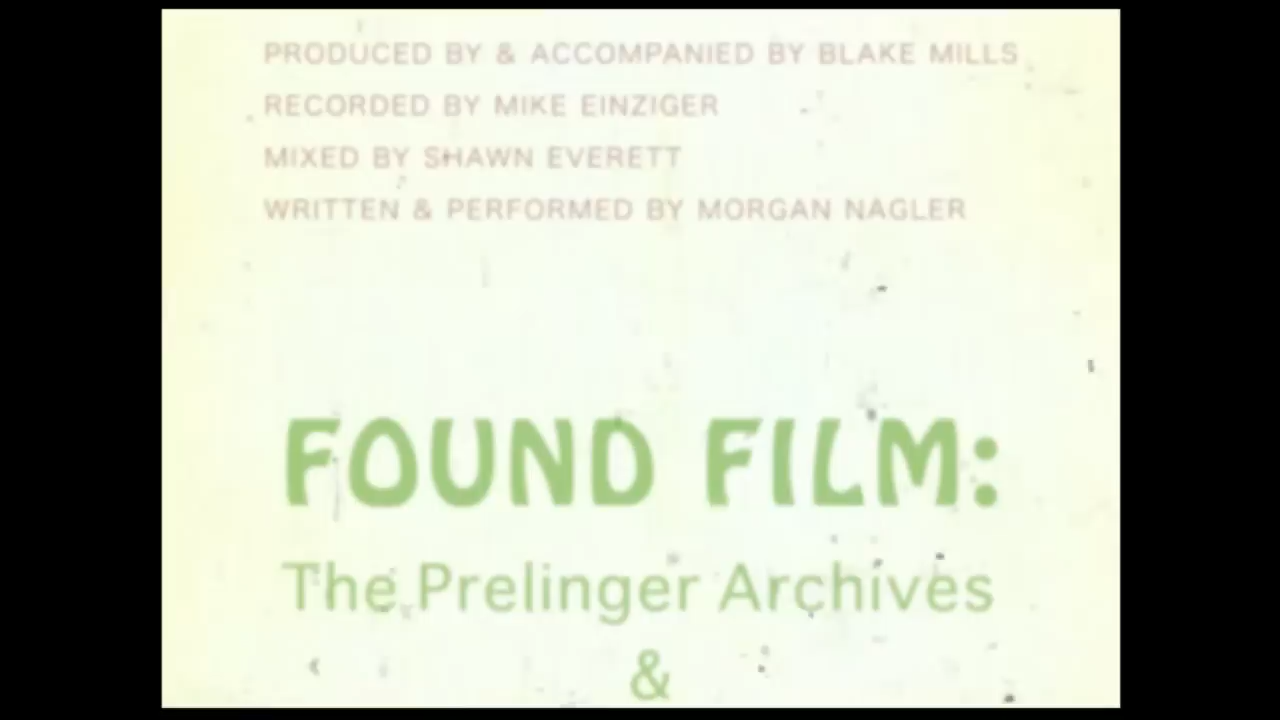 PRODUCED BY & ACCOMPANIED BY BLAKE MILLS
RECORDED BY MIKE EINZIGER
MIXED BY SHAWN EVERETT
WRITTEN & PERFORMED BY MORGAN NAGLER
FOUND FILM:
The Prelinger Archives
&